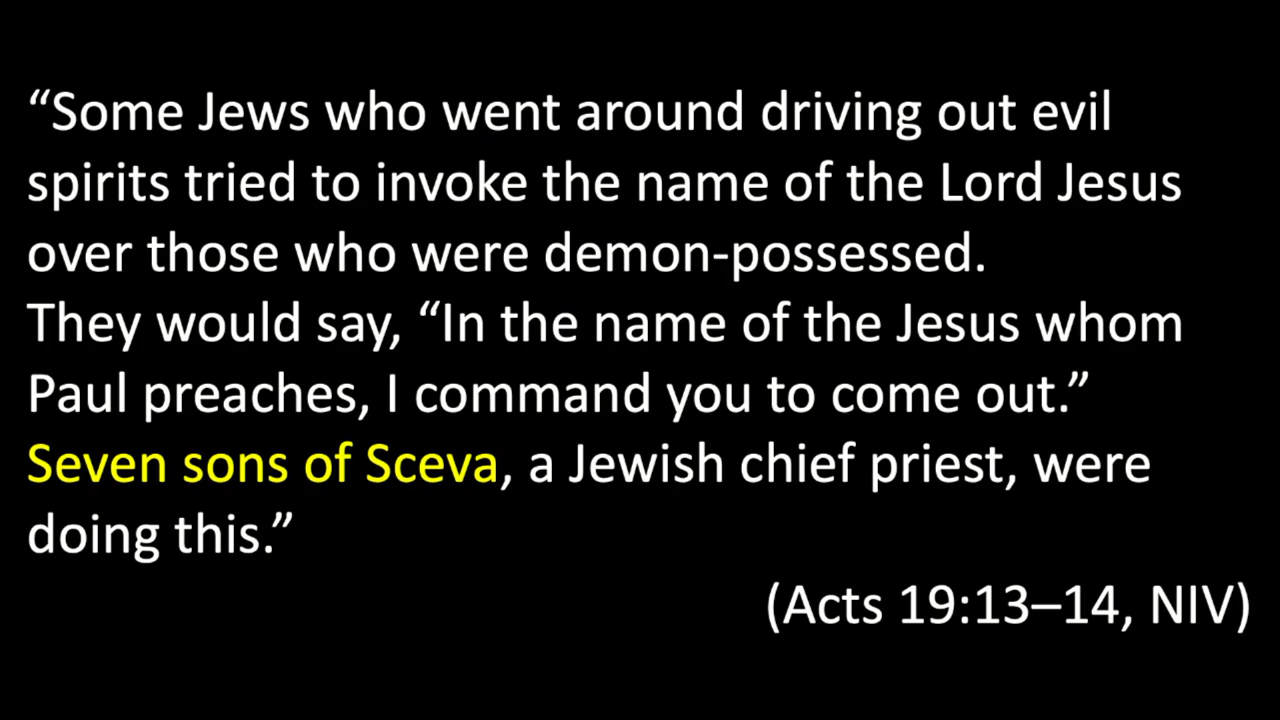 “Some Jews who went around driving out evil
spirits tried to invoke the name of the Lord Jesus
over those who were demon-possessed.
They would say, “In the name of the Jesus whom
Paul preaches, I command you to come out.”
Seven sons of Sceva, a Jewish chief priest, were
doing this.”
(Acts 19:13–14, NIV)